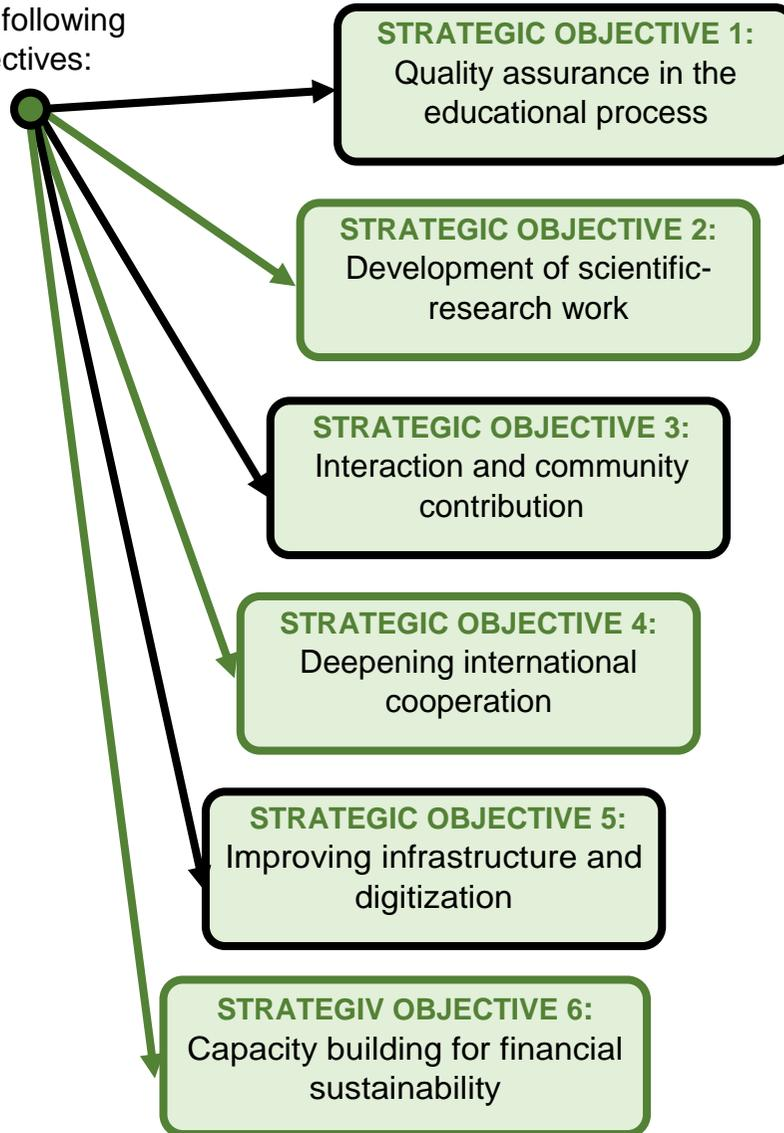 following
ctives:
STRATEGIC OBJECTIVE 1:
Quality assurance in the
educational process
STRATEGIC OBJECTIVE 2:
Development of scientific-
research work
STRATEGIC OBJECTIVE 3:
Interaction and community
contribution
STRATEGIC OBJECTIVE 4:
Deepening international
cooperation
STRATEGIC OBJECTIVE 5:
Improving infrastructure and
digitization
STRATEGIV OBJECTIVE 6:
Capacity building for financial
sustainability